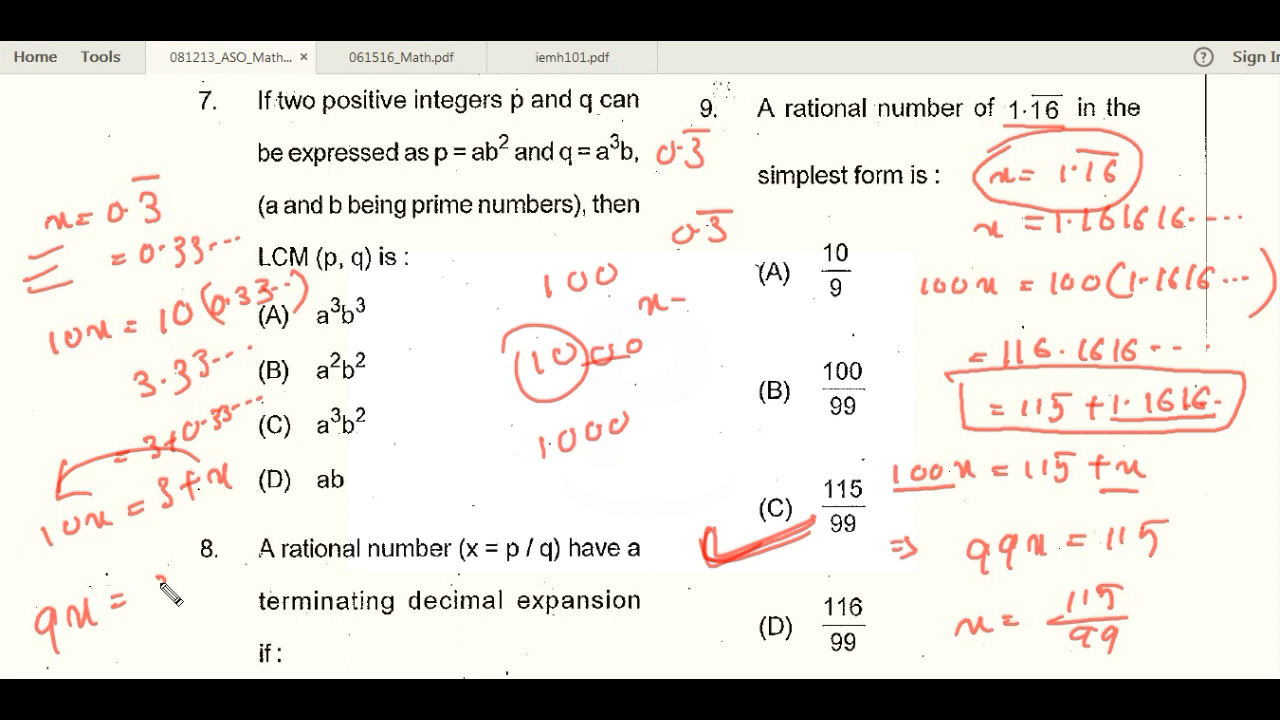 Home Tools 081213_ASO_Math... × 061516_Math.pdf iemh101.pdf ? Sign In
7. If two positive integers p and q can
be expressed as p = ab² and q = a³b,
(a and b being prime numbers), then
LCM (p, q) is :
(A) a³b³
(B) a²b²
(C) a³b²
(D) ab
8. A rational number (x = p / q) have a
terminating decimal expansion
if :
x = 0.3̅
= 0.33...
10x = 10(0.33..)
3.33...
= 3+0.33...
10x = 3+x
9x =
0.3̅
0.3̅
100
x-
1000
1000
9. A rational number of 1.1̅6̅ in the
simplest form is :
(A) 10/9
(B) 100/99
(C) 115/99
(D) 116/99
x = 1.1̅6̅
x = 1.161616.....
100x = 100(1.1616...)
= 116.1616....
= 115 + 1.1616.
100x = 115 + x
⇒ 99x = 115
x = 115/99